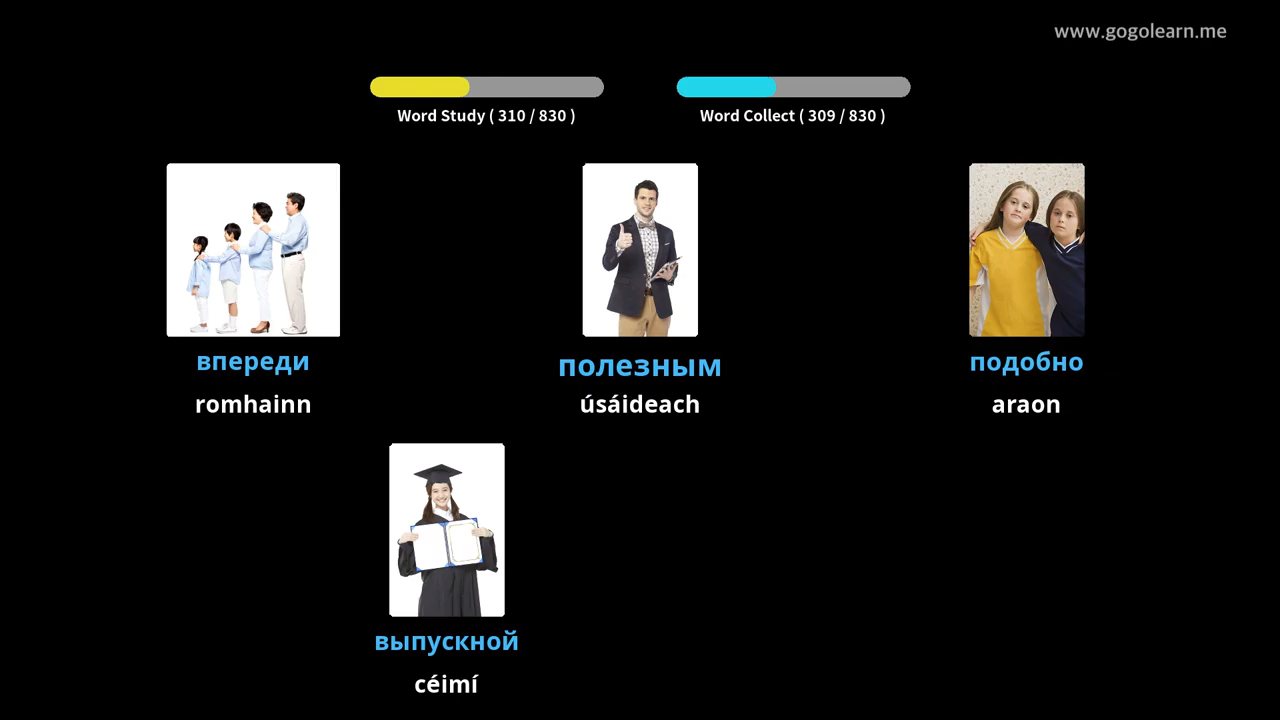 www.gogolearn.me
Word Study ( 310 / 830 )
Word Collect ( 309 / 830 )
впереди
romhainn
полезным
úsáideach
подобно
araon
выпускной
céimí